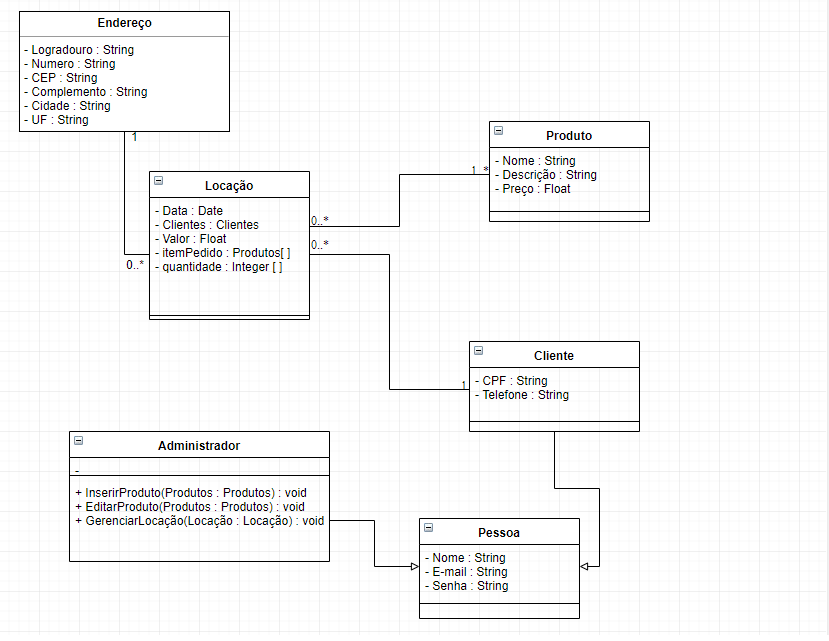 Endereço
- Logradouro : String
- Numero : String
- CEP : String
- Complemento : String
- Cidade : String
- UF : String
1
Locação
- Data : Date
- Clientes : Clientes
- Valor : Float
- itemPedido : Produtos[ ]
- quantidade : Integer [ ]
0..*
0..*
0..*
Produto
- Nome : String
- Descrição : String
- Preço : Float
1..*
Cliente
- CPF : String
- Telefone : String
1
Administrador
-
+ InserirProduto(Produtos : Produtos) : void
+ EditarProduto(Produtos : Produtos) : void
+ GerenciarLocação(Locação : Locação) : void
Pessoa
- Nome : String
- E-mail : String
- Senha : String